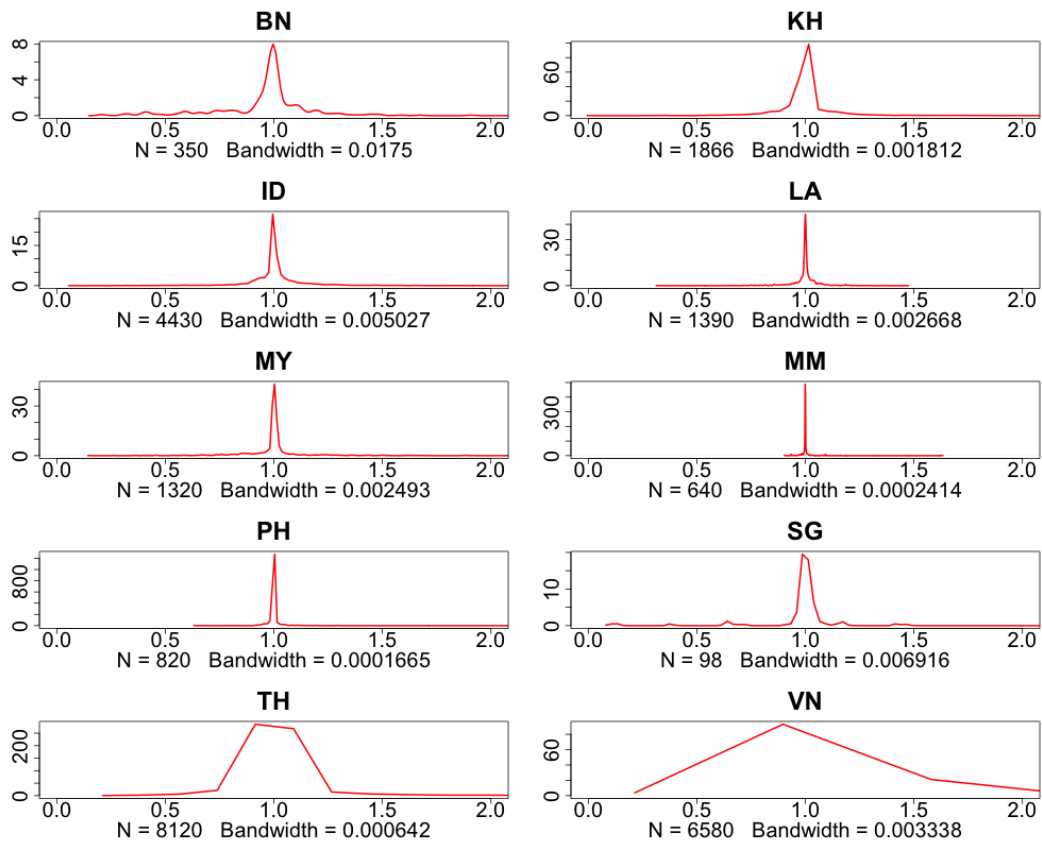 BN
0 4 8
0.0 0.5 1.0 1.5 2.0
N = 350 Bandwidth = 0.0175
KH
0 60
0.0 0.5 1.0 1.5 2.0
N = 1866 Bandwidth = 0.001812
ID
0 15
0.0 0.5 1.0 1.5 2.0
N = 4430 Bandwidth = 0.005027
LA
0 30
0.0 0.5 1.0 1.5 2.0
N = 1390 Bandwidth = 0.002668
MY
0 30
0.0 0.5 1.0 1.5 2.0
N = 1320 Bandwidth = 0.002493
MM
0 300
0.0 0.5 1.0 1.5 2.0
N = 640 Bandwidth = 0.0002414
PH
0 800
0.0 0.5 1.0 1.5 2.0
N = 820 Bandwidth = 0.0001665
SG
0 10
0.0 0.5 1.0 1.5 2.0
N = 98 Bandwidth = 0.006916
TH
0 200
0.0 0.5 1.0 1.5 2.0
N = 8120 Bandwidth = 0.000642
VN
0 60
0.0 0.5 1.0 1.5 2.0
N = 6580 Bandwidth = 0.003338